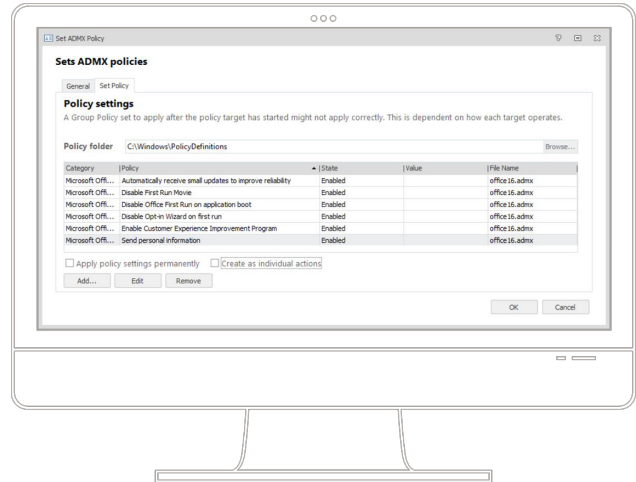 Set ADMX Policy
Sets ADMX policies
General Set Policy
Policy settings
A Group Policy set to apply after the policy target has started might not apply correctly. This is dependent on how each target operates.
Policy folder C:\Windows\PolicyDefinitions Browse...
Category Policy State Value File Name
Microsoft Offi... Automatically receive small updates to improve reliability Enabled office16.admx
Microsoft Offi... Disable First Run Movie Enabled office16.admx
Microsoft Offi... Disable Office First Run on application boot Enabled office16.admx
Microsoft Offi... Disable Opt-in Wizard on first run Enabled office16.admx
Microsoft Offi... Enable Customer Experience Improvement Program Enabled office16.admx
Microsoft Offi... Send personal information Enabled office16.admx
Apply policy settings permanently Create as individual actions
Add... Edit Remove
OK Cancel